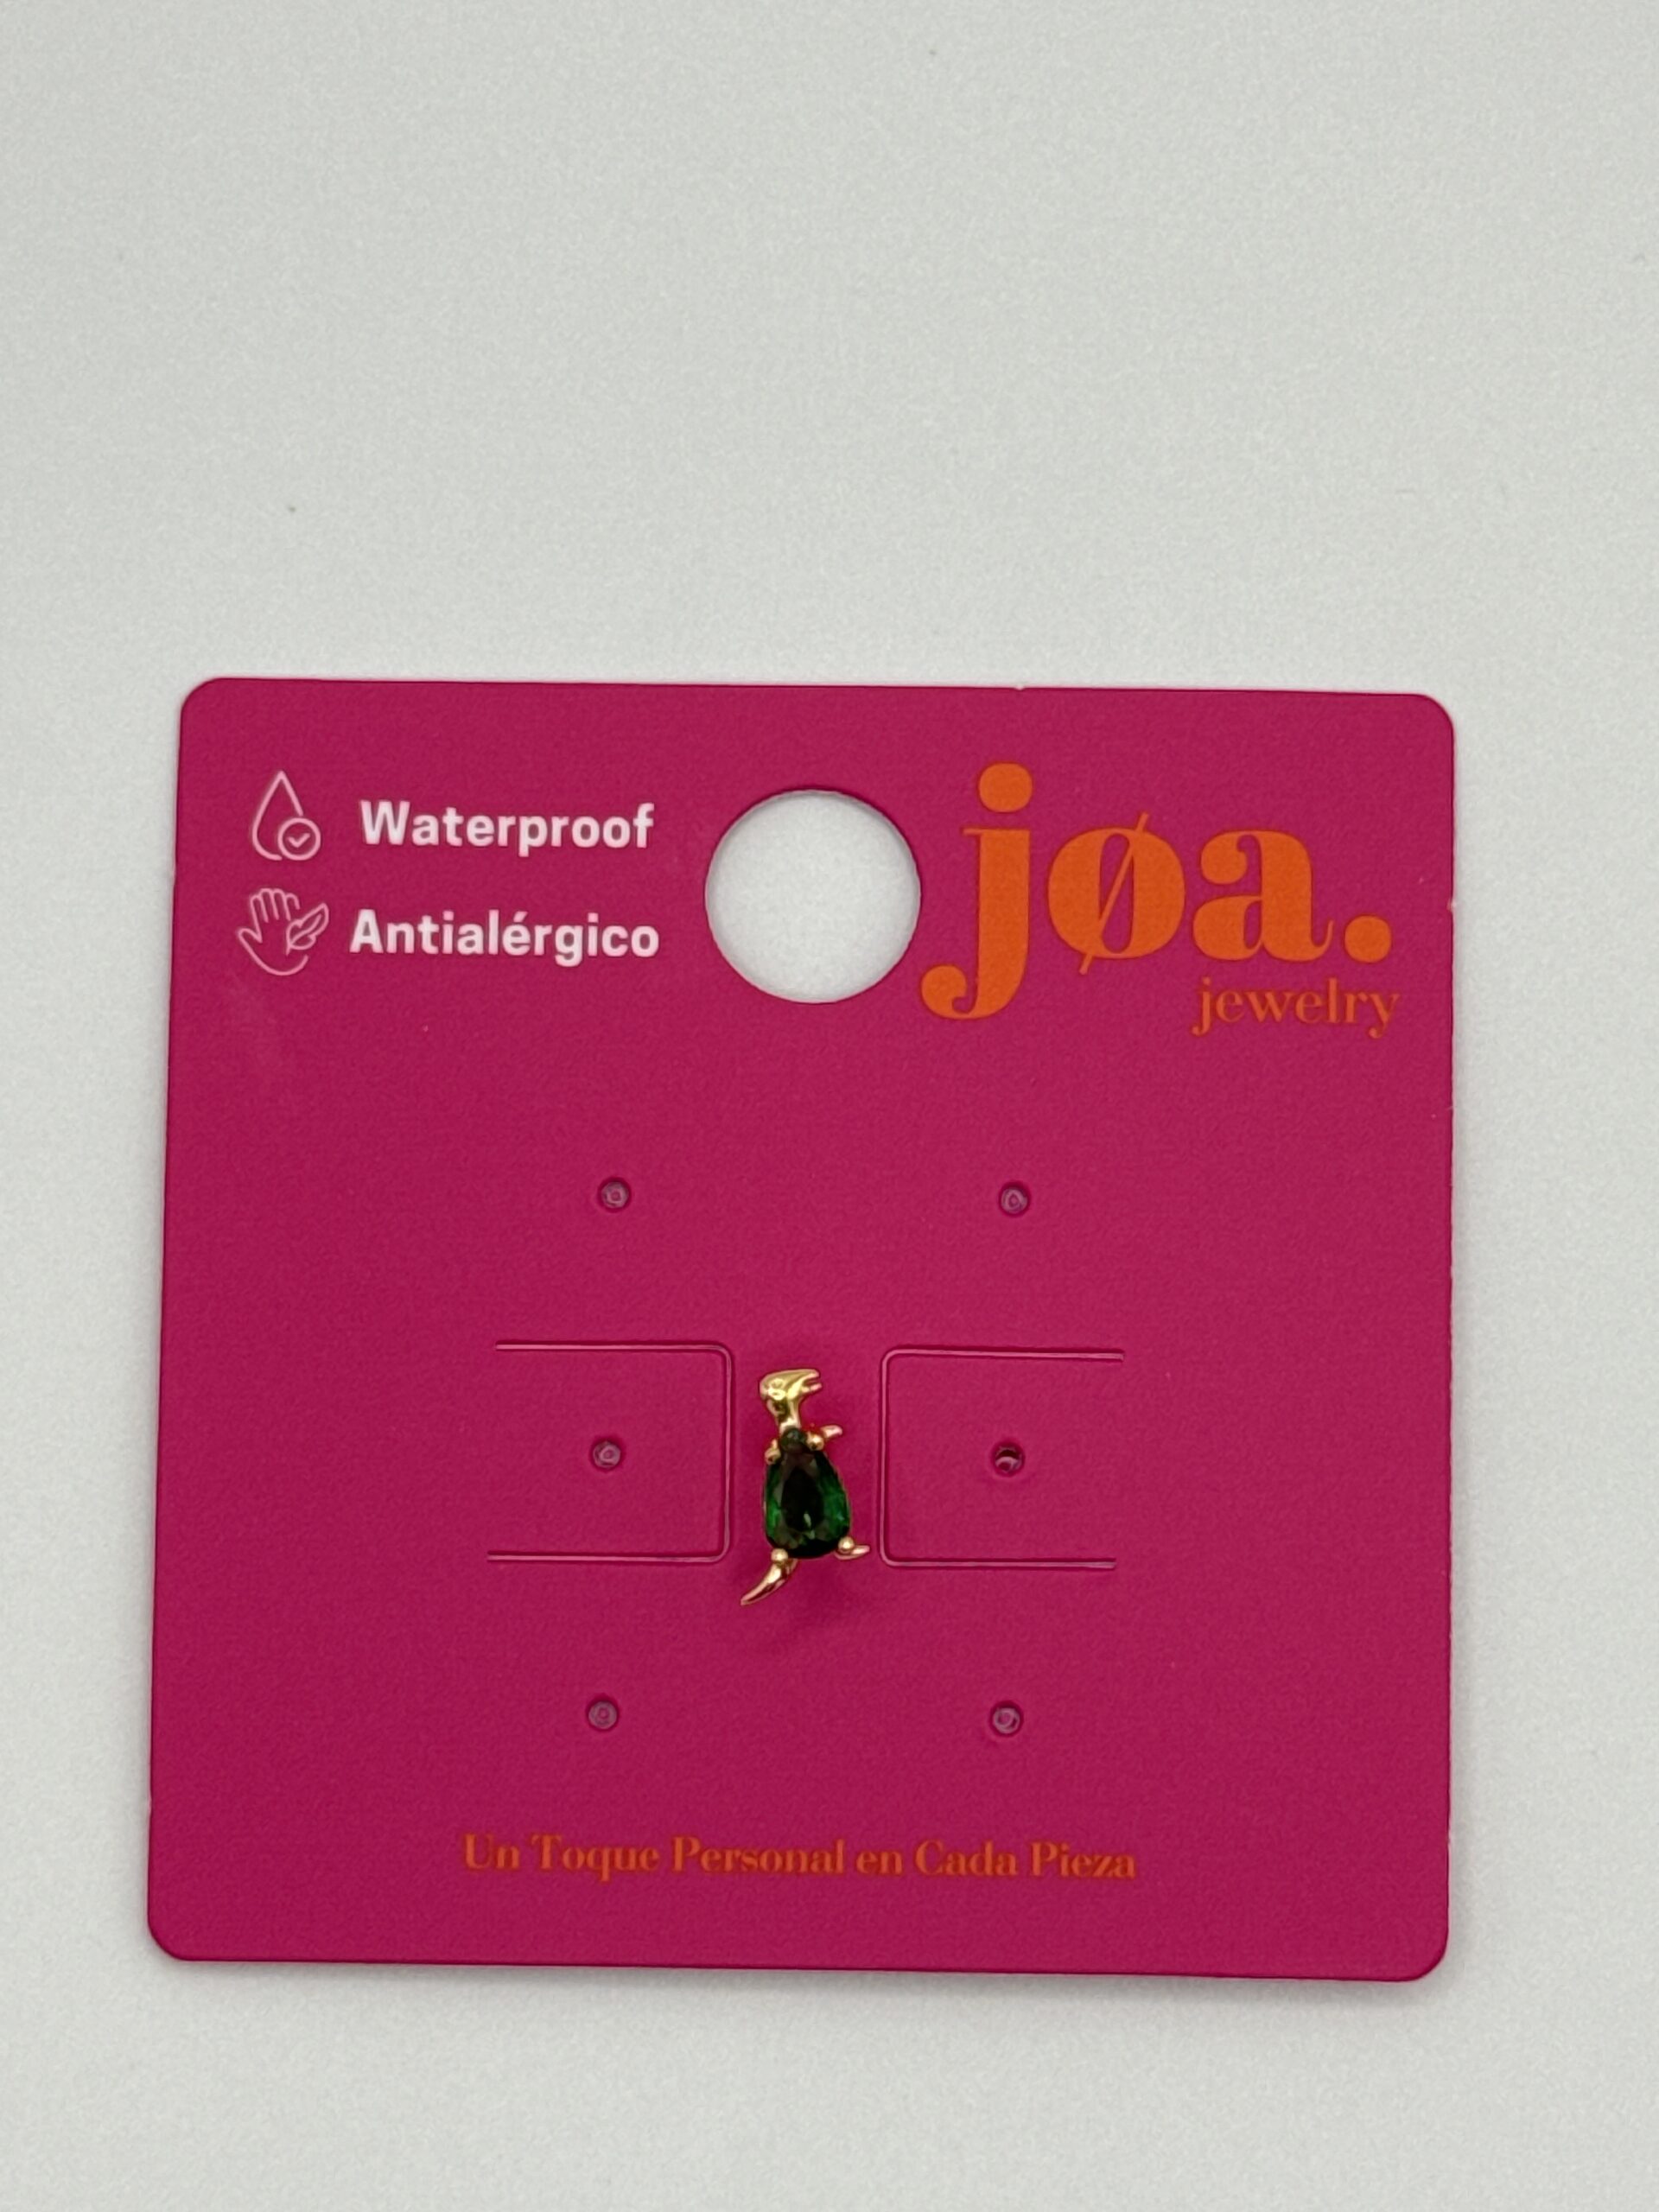 Waterproof
Antialérgico
jøa.
jewelry
Un Toque Personal en Cada Pieza